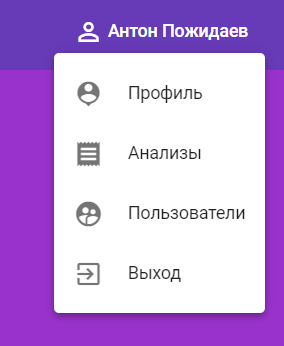 Антон Пожидаев
Профиль
Анализы
Пользователи
Выход